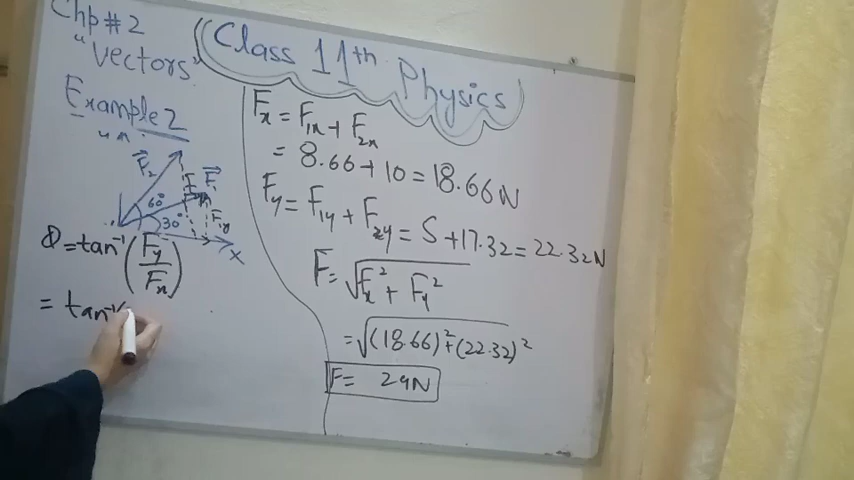 Chp#2
"Vectors"
Class 11th Physics
Example 2
F₂
F₁
60°
30°
F₁y
x
Fx = F1x + F2x
= 8.66 + 10 = 18.66 N
Fy = F1y + F2y = 5 + 17.32 = 22.32 N
F = √Fx² + Fy²
= √(18.66)² + (22.32)²
F = 29N
Φ = tan⁻¹ (Fy/Fx)
= tan⁻¹(